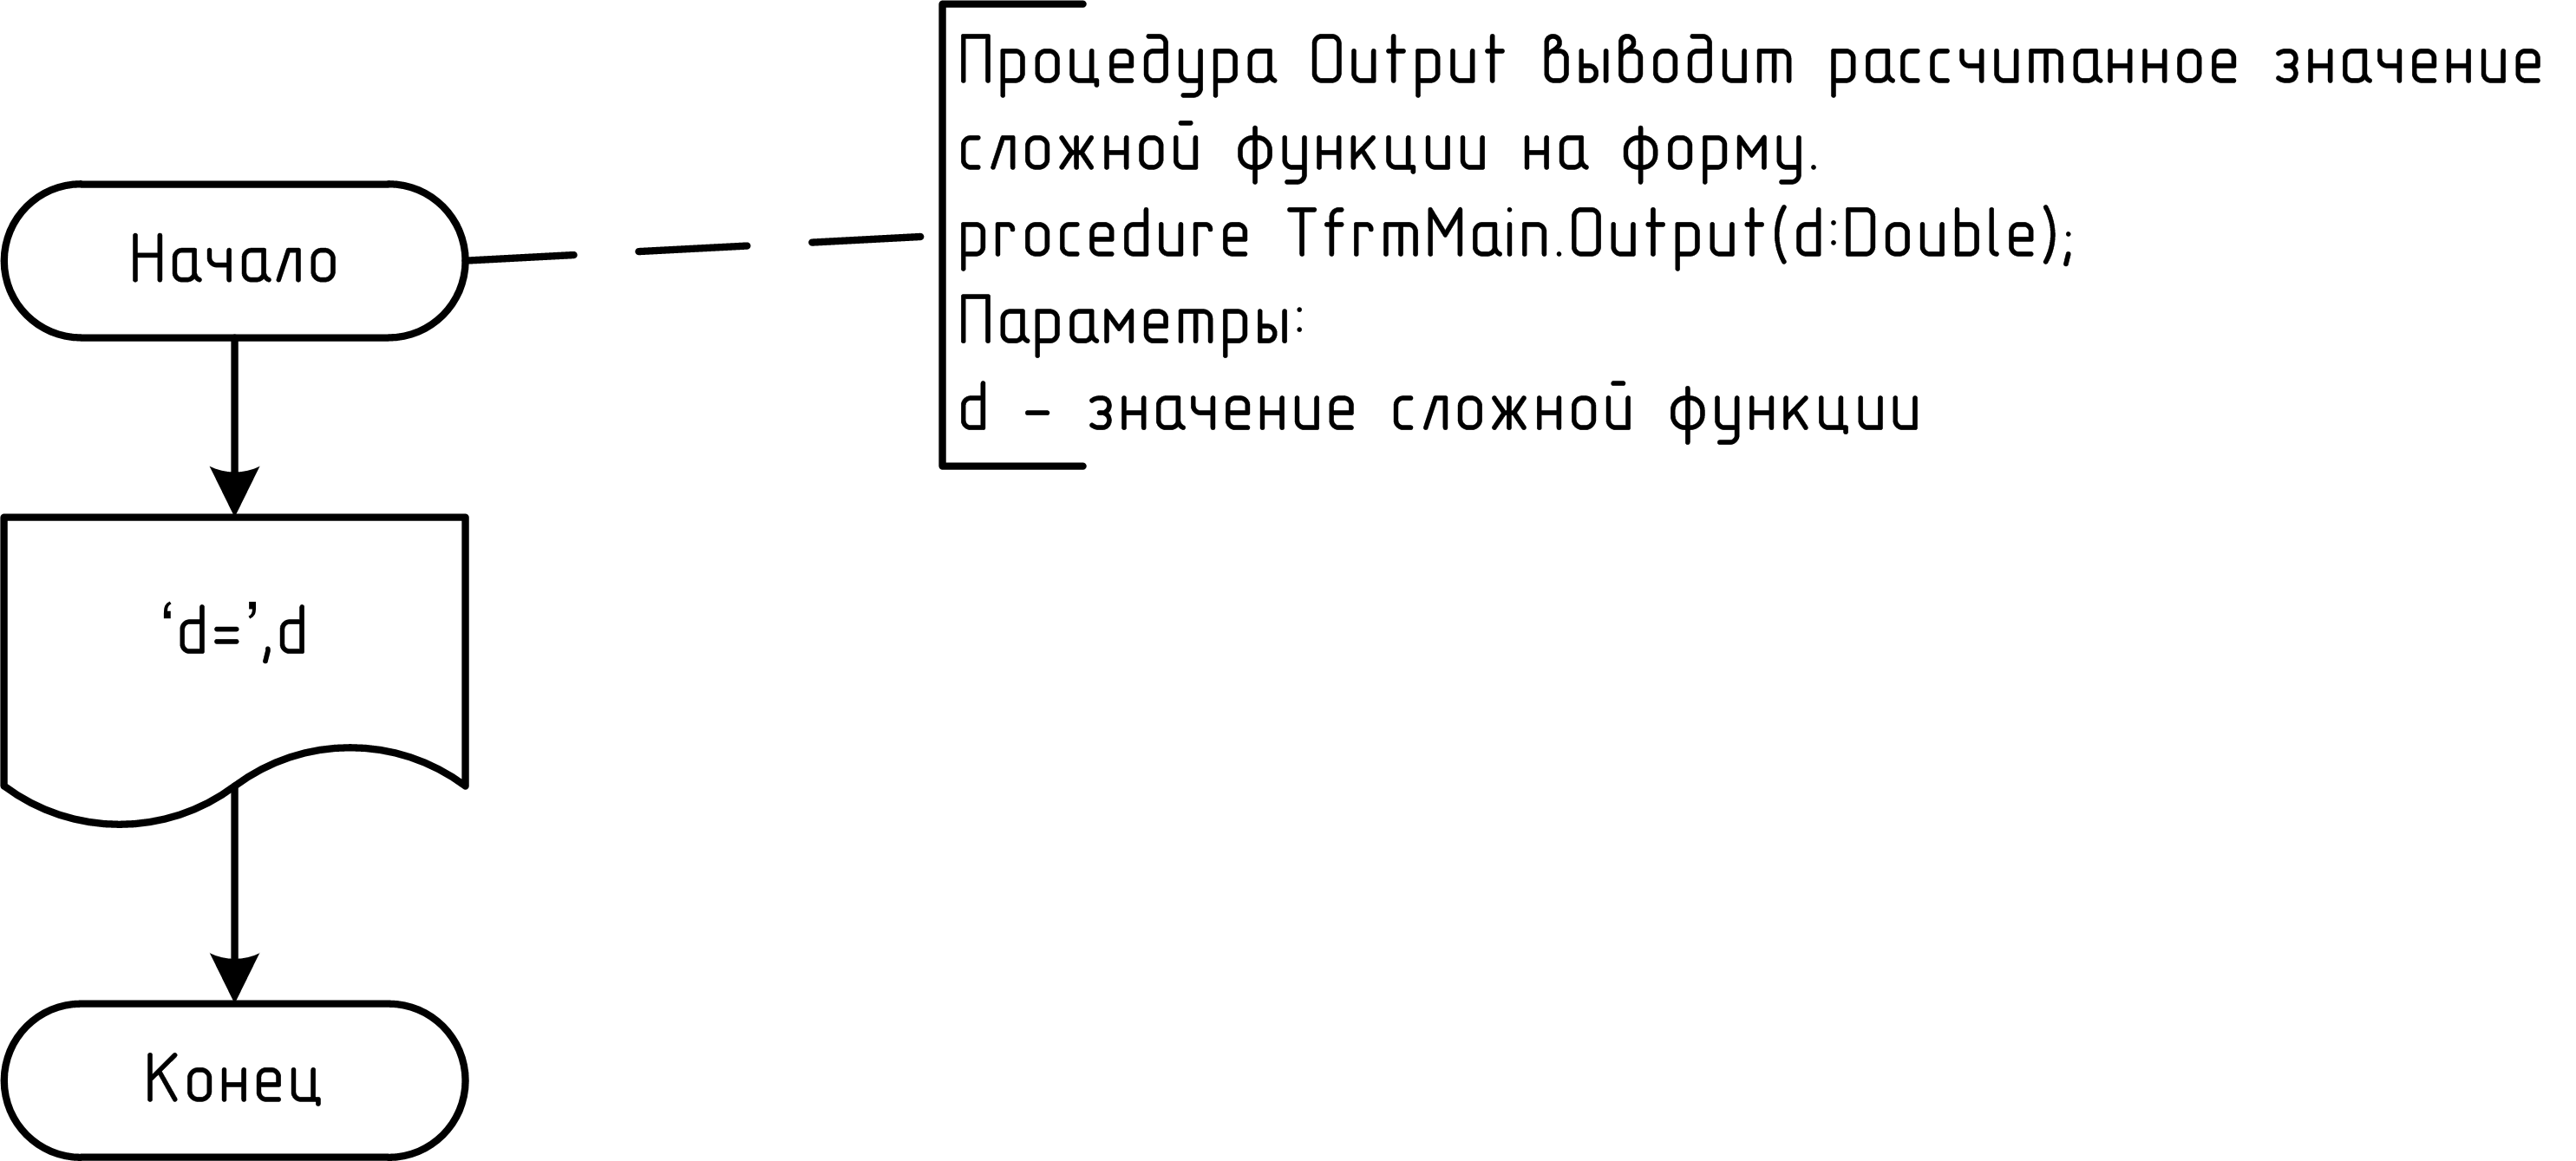 Процедура Output выводит рассчитанное значение
сложной функции на форму.
procedure TfrmMain.Output(d:Double);
Параметры:
d - значение сложной функции
Начало
‘d=’,d
Конец